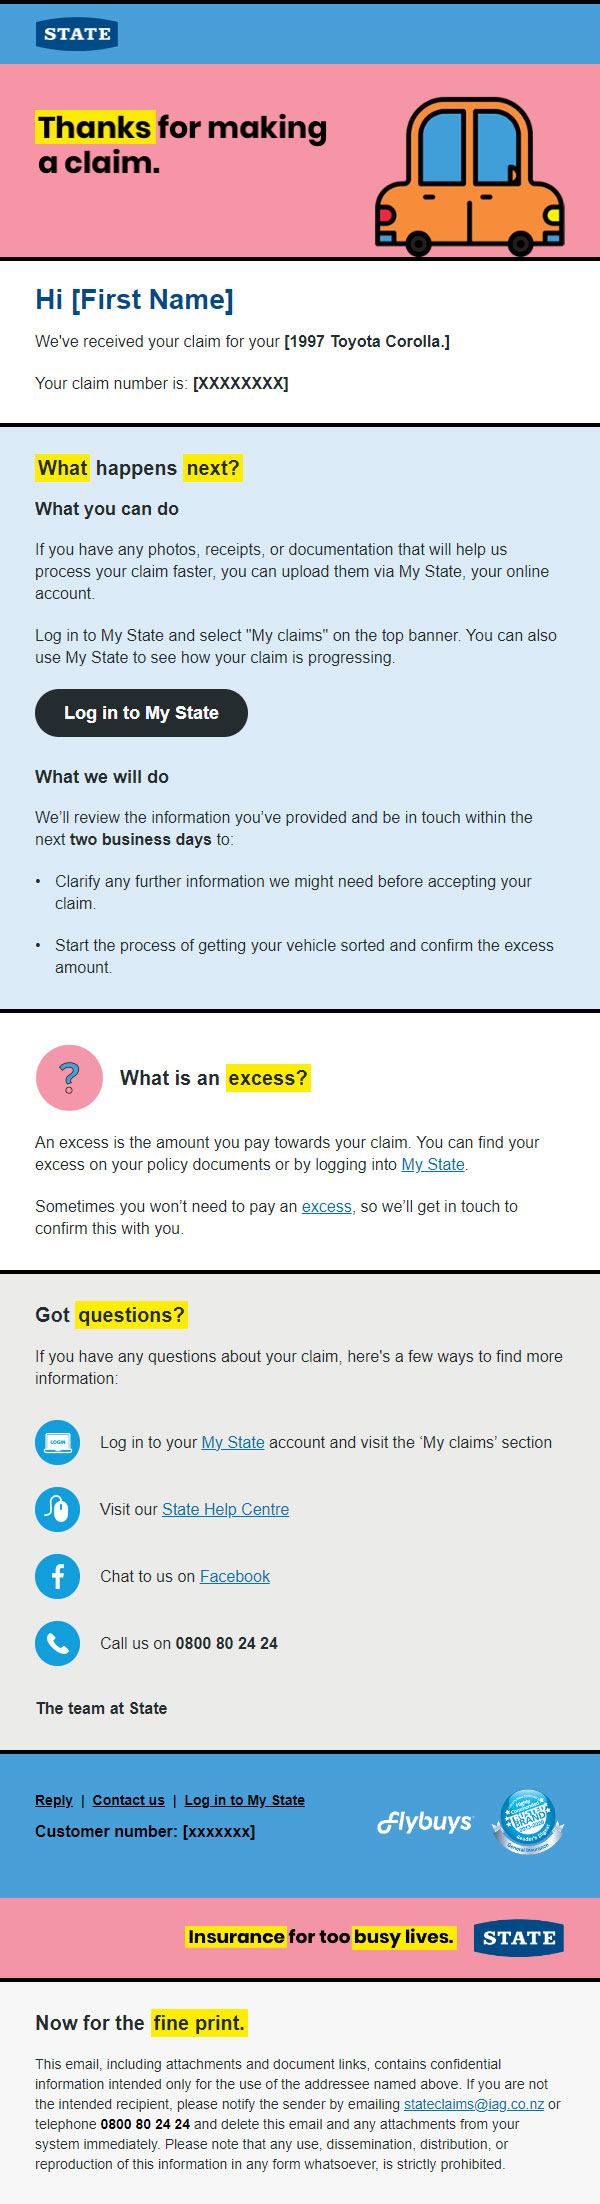 STATE
Thanks for making
a claim.
Hi [First Name]
We've received your claim for your [1997 Toyota Corolla.]
Your claim number is: [XXXXXXXX]
What happens next?
What you can do
If you have any photos, receipts, or documentation that will help us
process your claim faster, you can upload them via My State, your online
account.
Log in to My State and select "My claims" on the top banner. You can also
use My State to see how your claim is progressing.
Log in to My State
What we will do
We’ll review the information you’ve provided and be in touch within the
next two business days to:
• Clarify any further information we might need before accepting your
claim.
• Start the process of getting your vehicle sorted and confirm the excess
amount.
?
What is an excess?
An excess is the amount you pay towards your claim. You can find your
excess on your policy documents or by logging into My State.
Sometimes you won’t need to pay an excess, so we’ll get in touch to
confirm this with you.
Got questions?
If you have any questions about your claim, here's a few ways to find more
information:
LOGIN
Log in to your My State account and visit the ‘My claims’ section
Visit our State Help Centre
f
Chat to us on Facebook
Call us on 0800 80 24 24
The team at State
Reply | Contact us | Log in to My State
Customer number: [xxxxxxx]
flybuys
Highly
Commended
TRUSTED
BRAND
Reader's Digest
General Insurance
Insurance for too busy lives.
STATE
Now for the fine print.
This email, including attachments and document links, contains confidential
information intended only for the use of the addressee named above. If you are not
the intended recipient, please notify the sender by emailing stateclaims@iag.co.nz or
telephone 0800 80 24 24 and delete this email and any attachments from your
system immediately. Please note that any use, dissemination, distribution, or
reproduction of this information in any form whatsoever, is strictly prohibited.